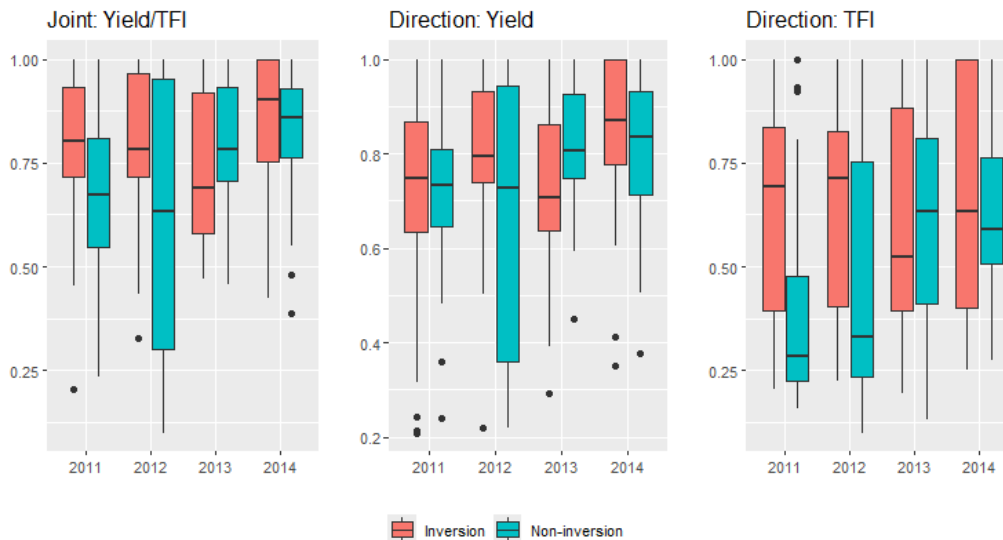 Joint: Yield/TFI
1.00
0.75
0.50
0.25
2011 2012 2013 2014
Direction: Yield
1.0
0.8
0.6
0.4
0.2
2011 2012 2013 2014
Direction: TFI
1.00
0.75
0.50
0.25
2011 2012 2013 2014
Inversion Non-inversion